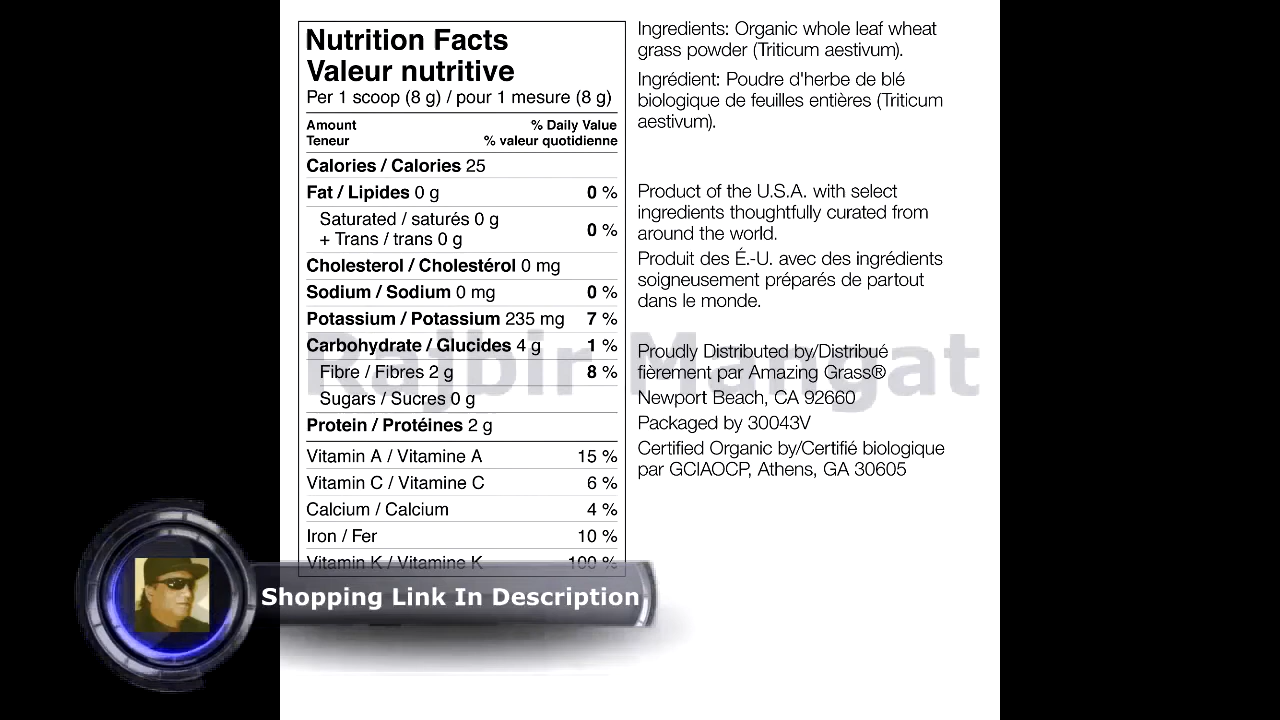 Nutrition Facts
Valeur nutritive
Per 1 scoop (8 g) / pour 1 mesure (8 g)
Amount % Daily Value
Teneur % valeur quotidienne
Calories / Calories 25
Fat / Lipides 0 g 0 %
Saturated / saturés 0 g
+ Trans / trans 0 g 0 %
Cholesterol / Cholestérol 0 mg
Sodium / Sodium 0 mg 0 %
Potassium / Potassium 235 mg 7 %
Carbohydrate / Glucides 4 g 1 %
Fibre / Fibres 2 g 8 %
Sugars / Sucres 0 g
Protein / Protéines 2 g
Vitamin A / Vitamine A 15 %
Vitamin C / Vitamine C 6 %
Calcium / Calcium 4 %
Iron / Fer 10 %
Vitamin K / Vitamine K 100 %
Ingredients: Organic whole leaf wheat
grass powder (Triticum aestivum).
Ingrédient: Poudre d'herbe de blé
biologique de feuilles entières (Triticum
aestivum).
Product of the U.S.A. with select
ingredients thoughtfully curated from
around the world.
Produit des É.-U. avec des ingrédients
soigneusement préparés de partout
dans le monde.
Proudly Distributed by/Distribué
fièrement par Amazing Grass®
Newport Beach, CA 92660
Packaged by 30043V
Certified Organic by/Certifié biologique
par GCIAOCP, Athens, GA 30605
Rajbir Mangat
Shopping Link In Description